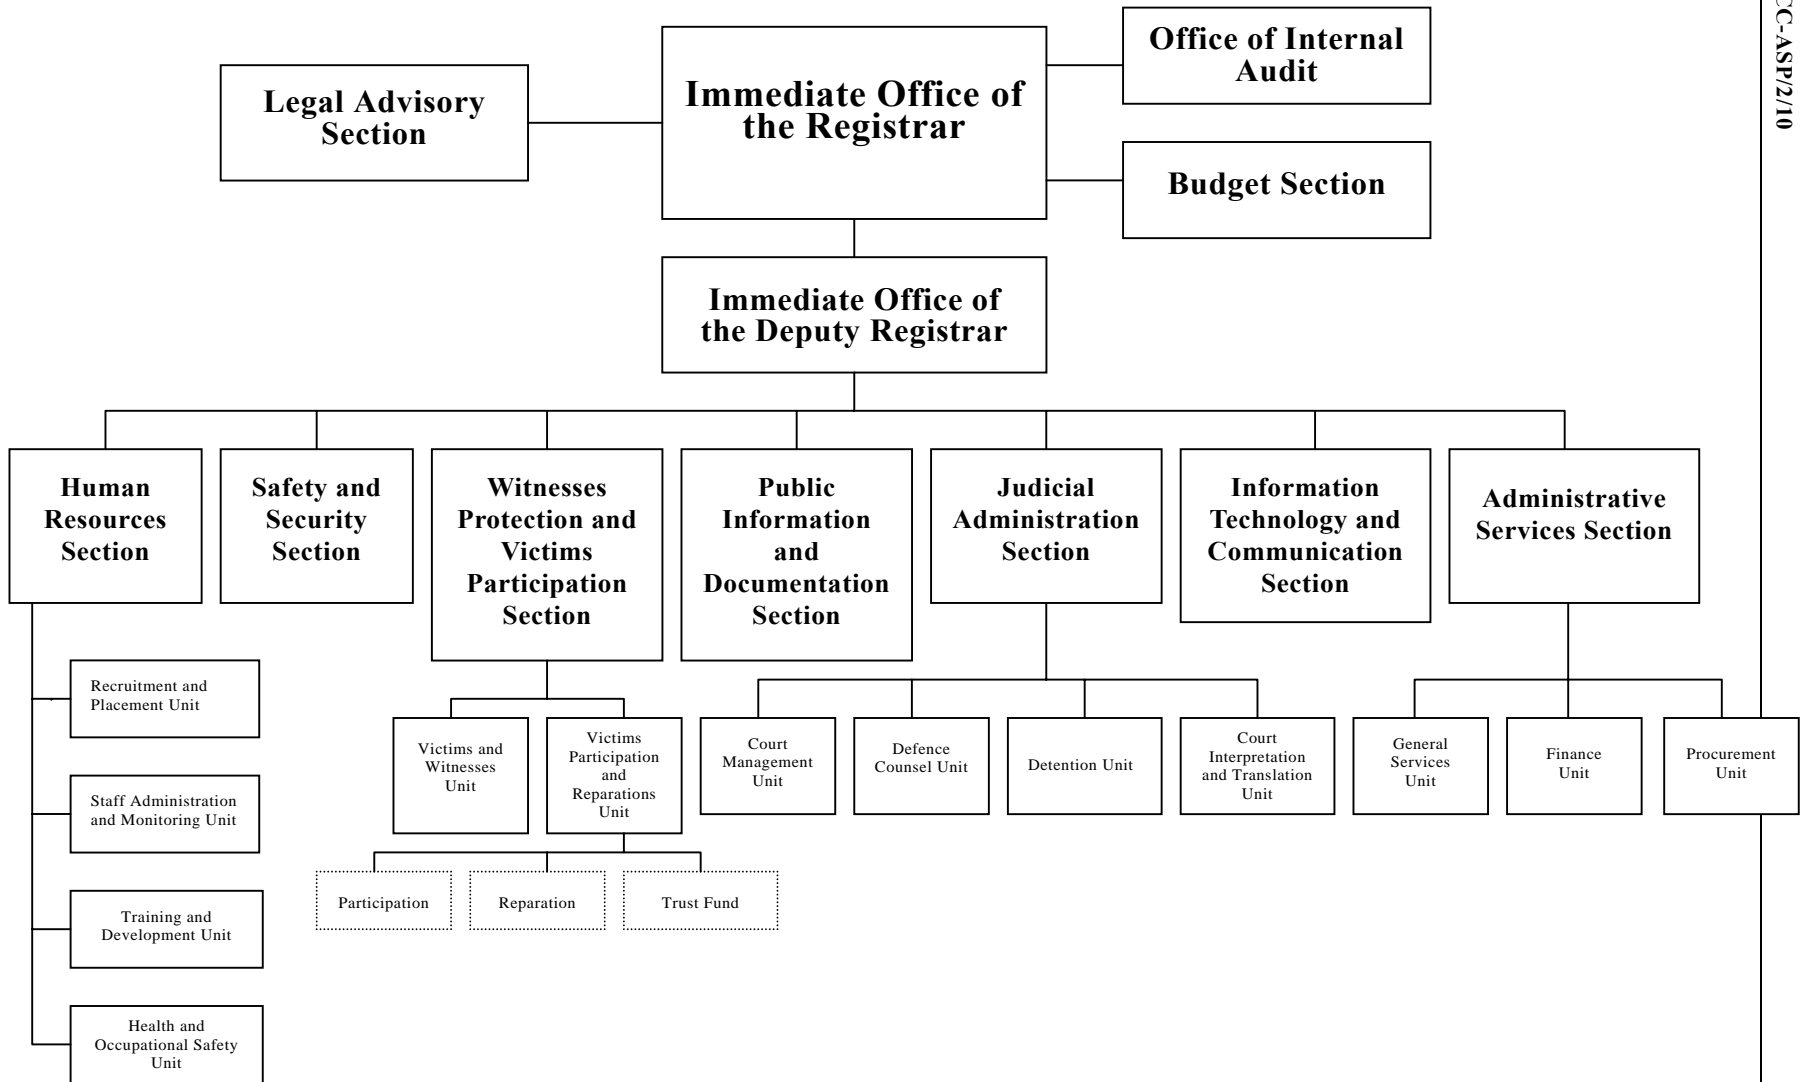 CC-ASP/2/10
Office of Internal
Audit
Legal Advisory
Section
Immediate Office of
the Registrar
Budget Section
Immediate Office of
the Deputy Registrar
Human
Resources
Section
Safety and
Security
Section
Witnesses
Protection and
Victims
Participation
Section
Public
Information
and
Documentation
Section
Judicial
Administration
Section
Information
Technology and
Communication
Section
Administrative
Services Section
Recruitment and
Placement Unit
Staff Administration
and Monitoring Unit
Training and
Development Unit
Health and
Occupational Safety
Unit
Victims and
Witnesses
Unit
Victims
Participation
and
Reparations
Unit
Participation
Reparation
Trust Fund
Court
Management
Unit
Defence
Counsel Unit
Detention Unit
Court
Interpretation
and Translation
Unit
General
Services
Unit
Finance
Unit
Procurement
Unit